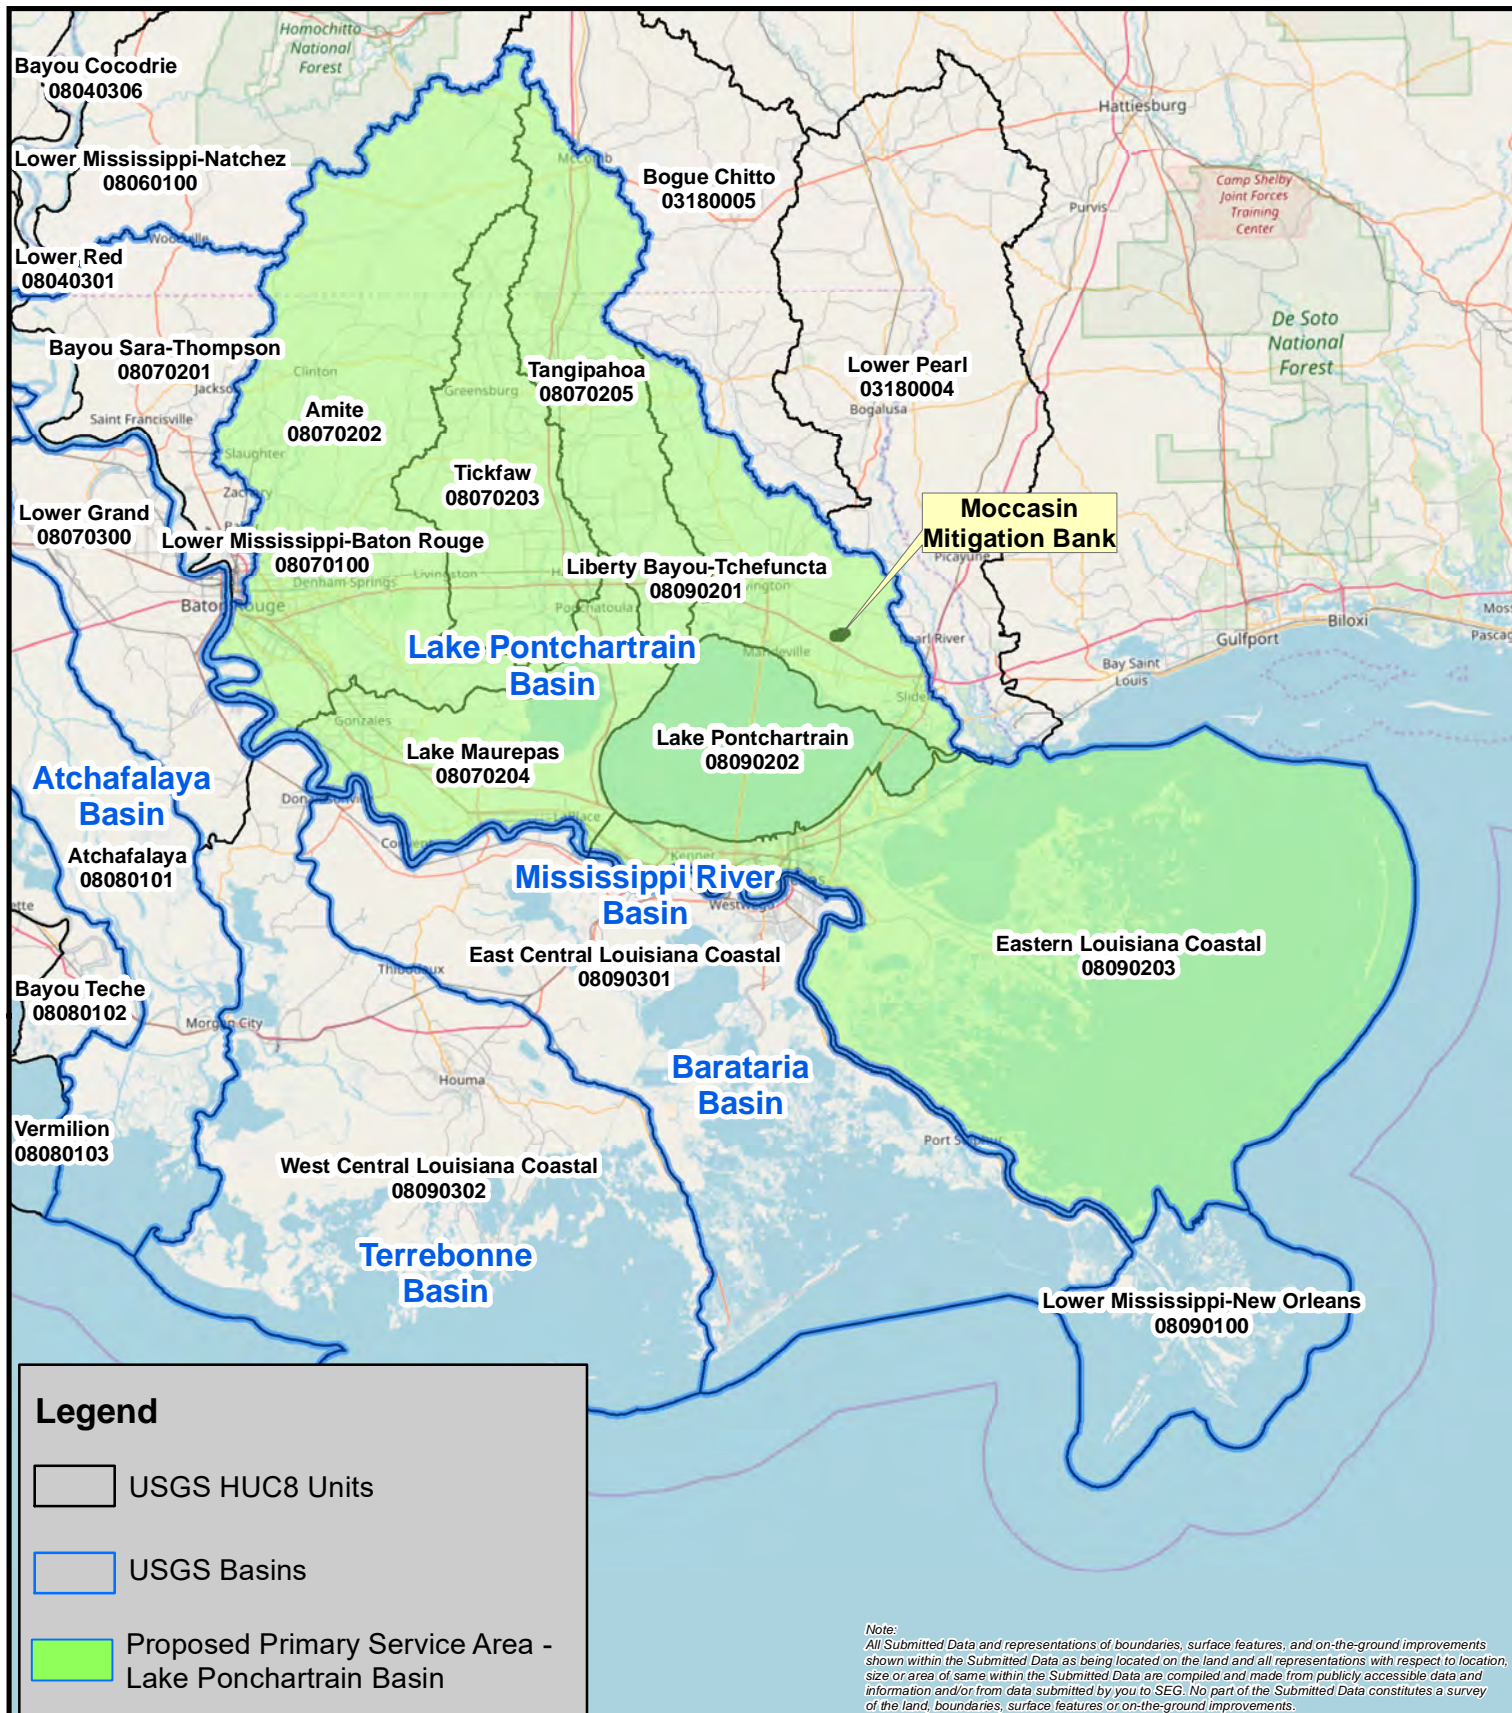 Homochitto
National
Forest
Bayou Cocodrie
08040306
Hattiesburg
Lower Mississippi-Natchez
08060100
McComb
Bogue Chitto
03180005
Camp Shelby
Joint Forces
Training
Center
Purvis
Woodville
Lower Red
08040301
De Soto
National
Forest
Bayou Sara-Thompson
08070201
Jackson
Clinton
Greensburg
Tangipahoa
08070205
Lower Pearl
03180004
Bogalusa
Saint Francisville
Amite
08070202
Slaughter
Tickfaw
08070203
Zachary
Lower Grand
08070300
Moccasin
Mitigation Bank
Picayune
Lower Mississippi-Baton Rouge
08070100
Denham Springs
Livingston
Liberty Bayou-Tchefuncta
08090201
Baton Rouge
Ponchatoula
Mandeville
Pearl River
Gulfport
Biloxi
Bay Saint
Louis
Lake Pontchartrain
Basin
Slidell
Gonzales
Lake Maurepas
08070204
Lake Pontchartrain
08090202
Atchafalaya
Basin
Donaldsonville
LaPlace
Convent
Kenner
Atchafalaya
08080101
Mississippi River
Basin
Westwego
East Central Louisiana Coastal
08090301
Eastern Louisiana Coastal
08090203
Thibodaux
Bayou Teche
08080102
Morgan City
Houma
Barataria
Basin
Vermilion
08080103
Port Sulphur
West Central Louisiana Coastal
08090302
Terrebonne
Basin
Lower Mississippi-New Orleans
08090100
Legend
USGS HUC8 Units
USGS Basins
Proposed Primary Service Area -
Lake Ponchartrain Basin
Note:
All Submitted Data and representations of boundaries, surface features, and on-the-ground improvements
shown within the Submitted Data as being located on the land and all representations with respect to location,
size or area of same within the Submitted Data are compiled and made from publicly accessible data and
information and/or from data submitted by you to SEG. No part of the Submitted Data constitutes a survey
of the land, boundaries, surface features or on-the-ground improvements.